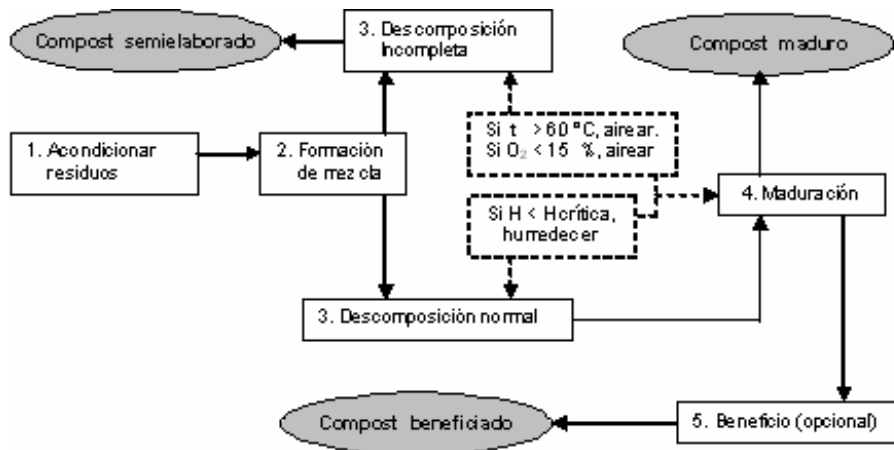 Compost semielaborado
3. Descomposición
Incompleta
Compost maduro
1. Acondicionar
residuos
2. Formación
de mezcla
Si t > 60 ºC, airear.
Si O₂ < 15 %, airear
Si H < Hcrítica,
humedecer
4. Maduración
3. Descomposición normal
Compost beneficiado
5. Beneficio (opcional)